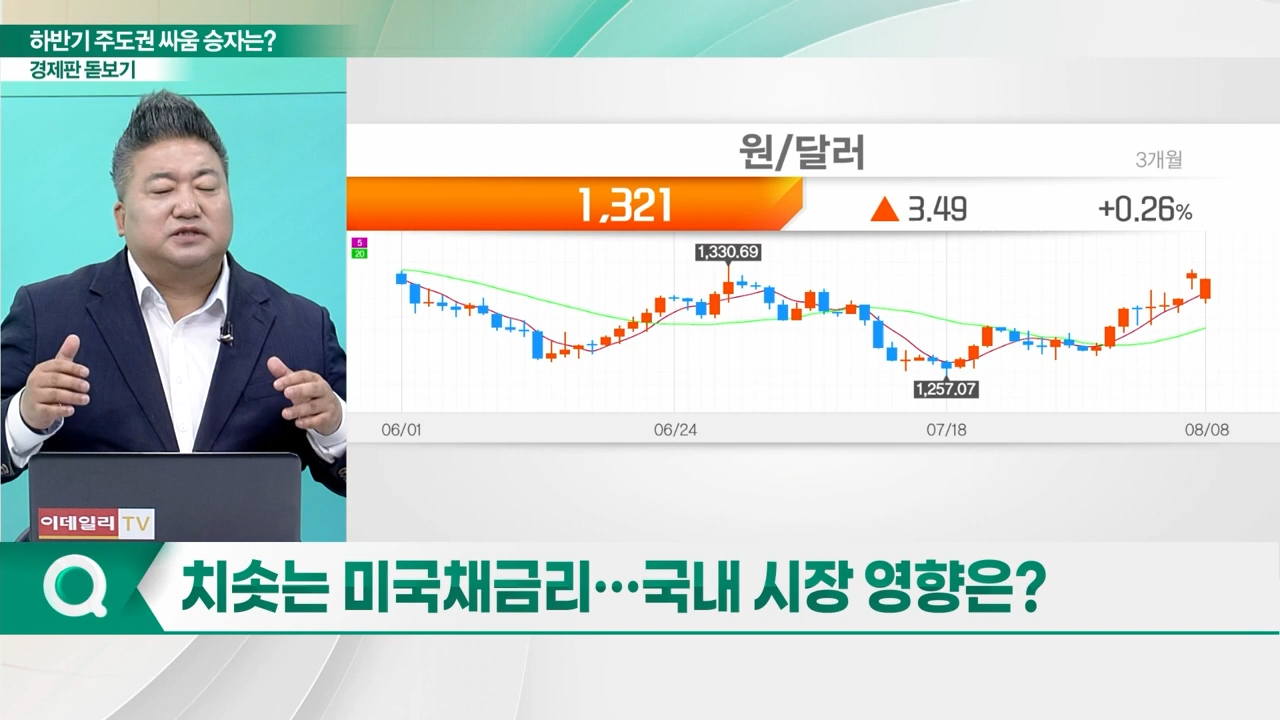 하반기 주도권 싸움 승자는?
경제판 돋보기
원/달러
3개월
1,321
▲ 3.49
+0.26%
5
20
1,330.69
1,257.07
06/01
06/24
07/18
08/08
이데일리TV
Q
치솟는 미국채금리…국내 시장 영향은?